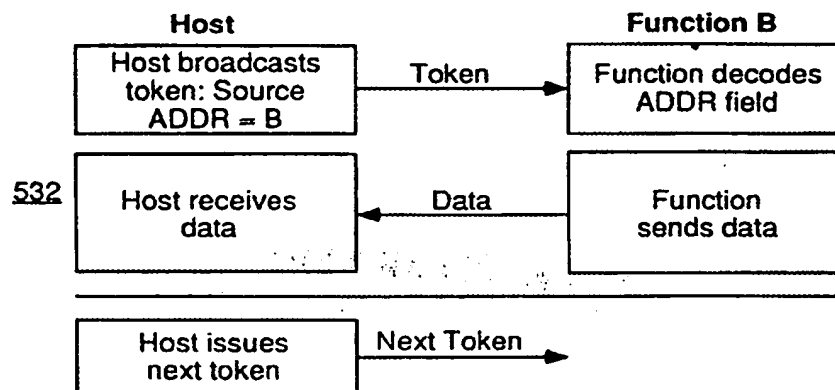 Host
Function B
Host broadcasts
token: Source
ADDR = B
Token
Function decodes
ADDR field
532
Host receives
data
Data
Function
sends data
Host issues
next token
Next Token